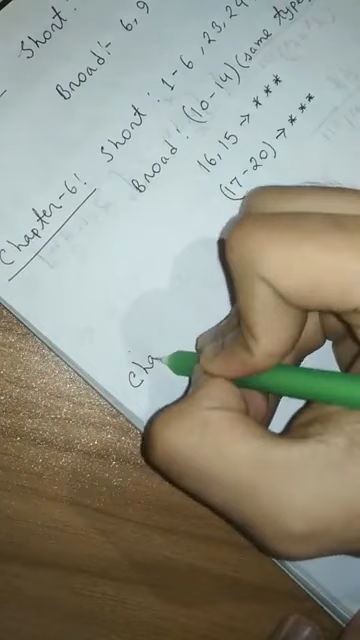 Short:
Broad:- 6, 9
Chapter-6: Short: 1-6, 23, 24
Broad: (10-14) (same type
16, 15 → ***
(17-20) → ***
Cha